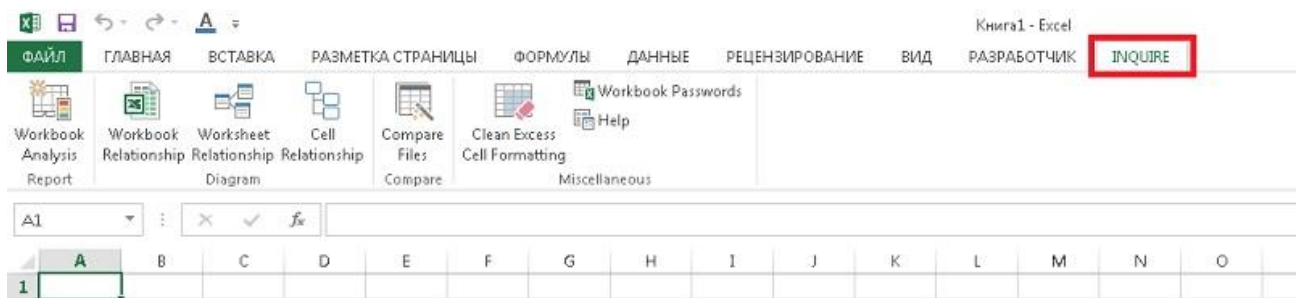 Книга1 - Excel
ФАЙЛ ГЛАВНАЯ ВСТАВКА РАЗМЕТКА СТРАНИЦЫ ФОРМУЛЫ ДАННЫЕ РЕЦЕНЗИРОВАНИЕ ВИД РАЗРАБОТЧИК INQUIRE
Workbook Analysis
Workbook Relationship
Worksheet Relationship
Cell Relationship
Compare Files
Clean Excess Cell Formatting
Workbook Passwords
Help
Report Diagram Compare Miscellaneous
A1 fx
A B C D E F G H I J K L M N O
1